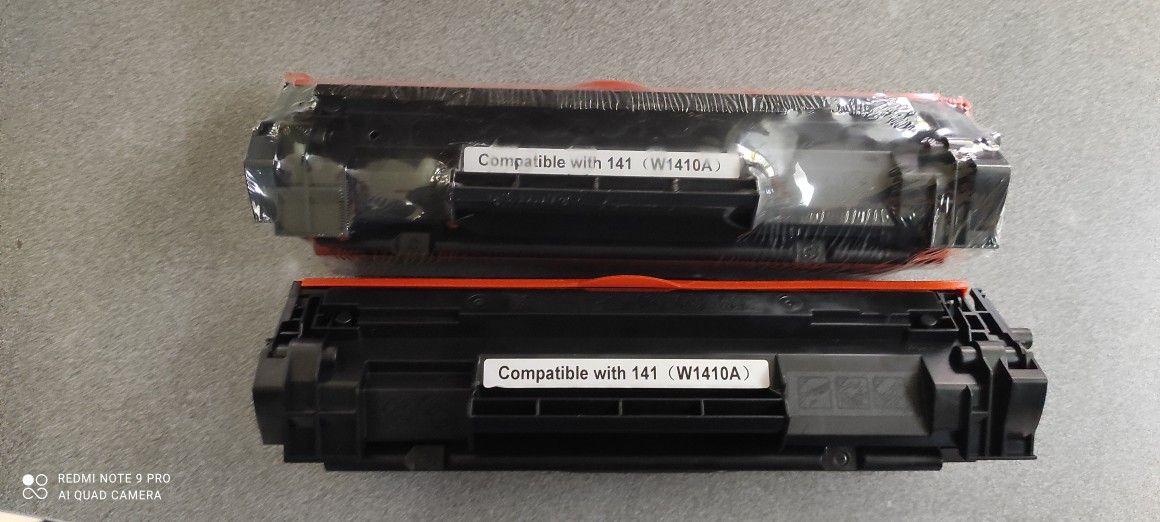 Compatible with 141（W1410A）
Compatible with 141（W1410A）
REDMI NOTE 9 PRO
AI QUAD CAMERA